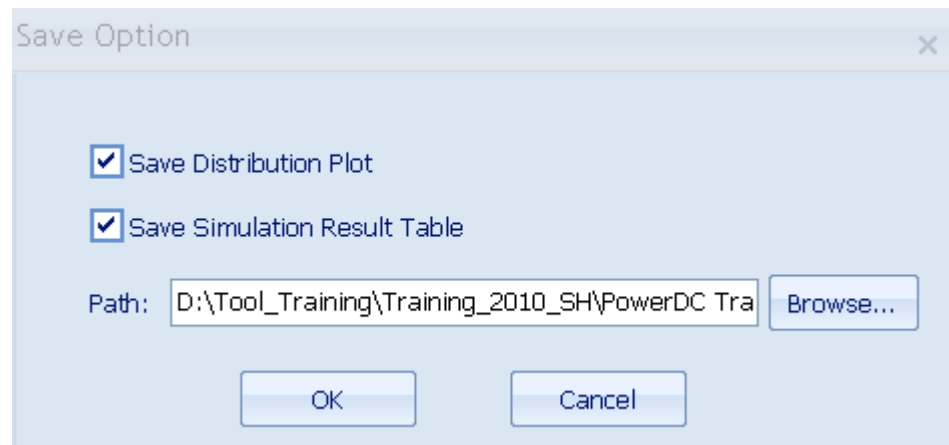 Save Option
Save Distribution Plot
Save Simulation Result Table
Path: D:\Tool_Training\Training_2010_SH\PowerDC Tra Browse...
OK Cancel